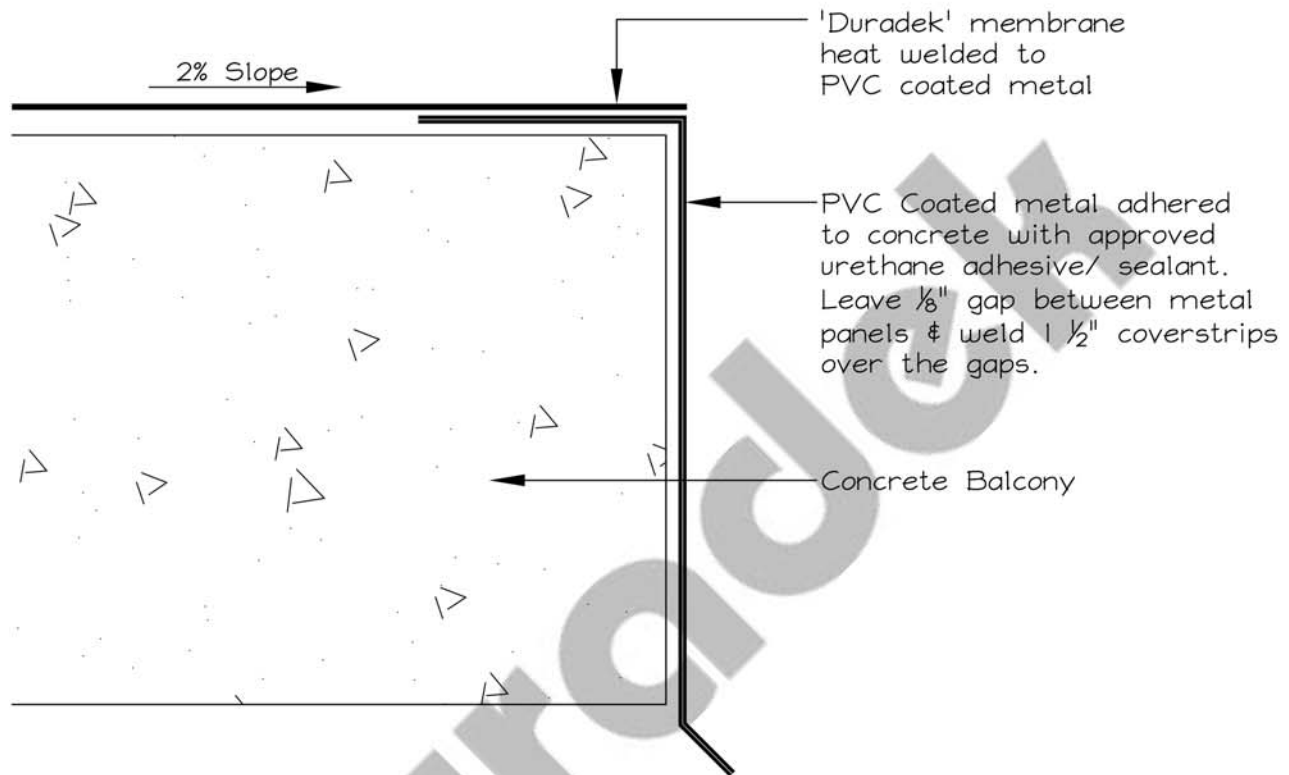 'Duradek' membrane
heat welded to
PVC coated metal
2% Slope
PVC Coated metal adhered
to concrete with approved
urethane adhesive/ sealant.
Leave ⅛" gap between metal
panels & weld 1 ½" coverstrips
over the gaps.
Concrete Balcony
radek